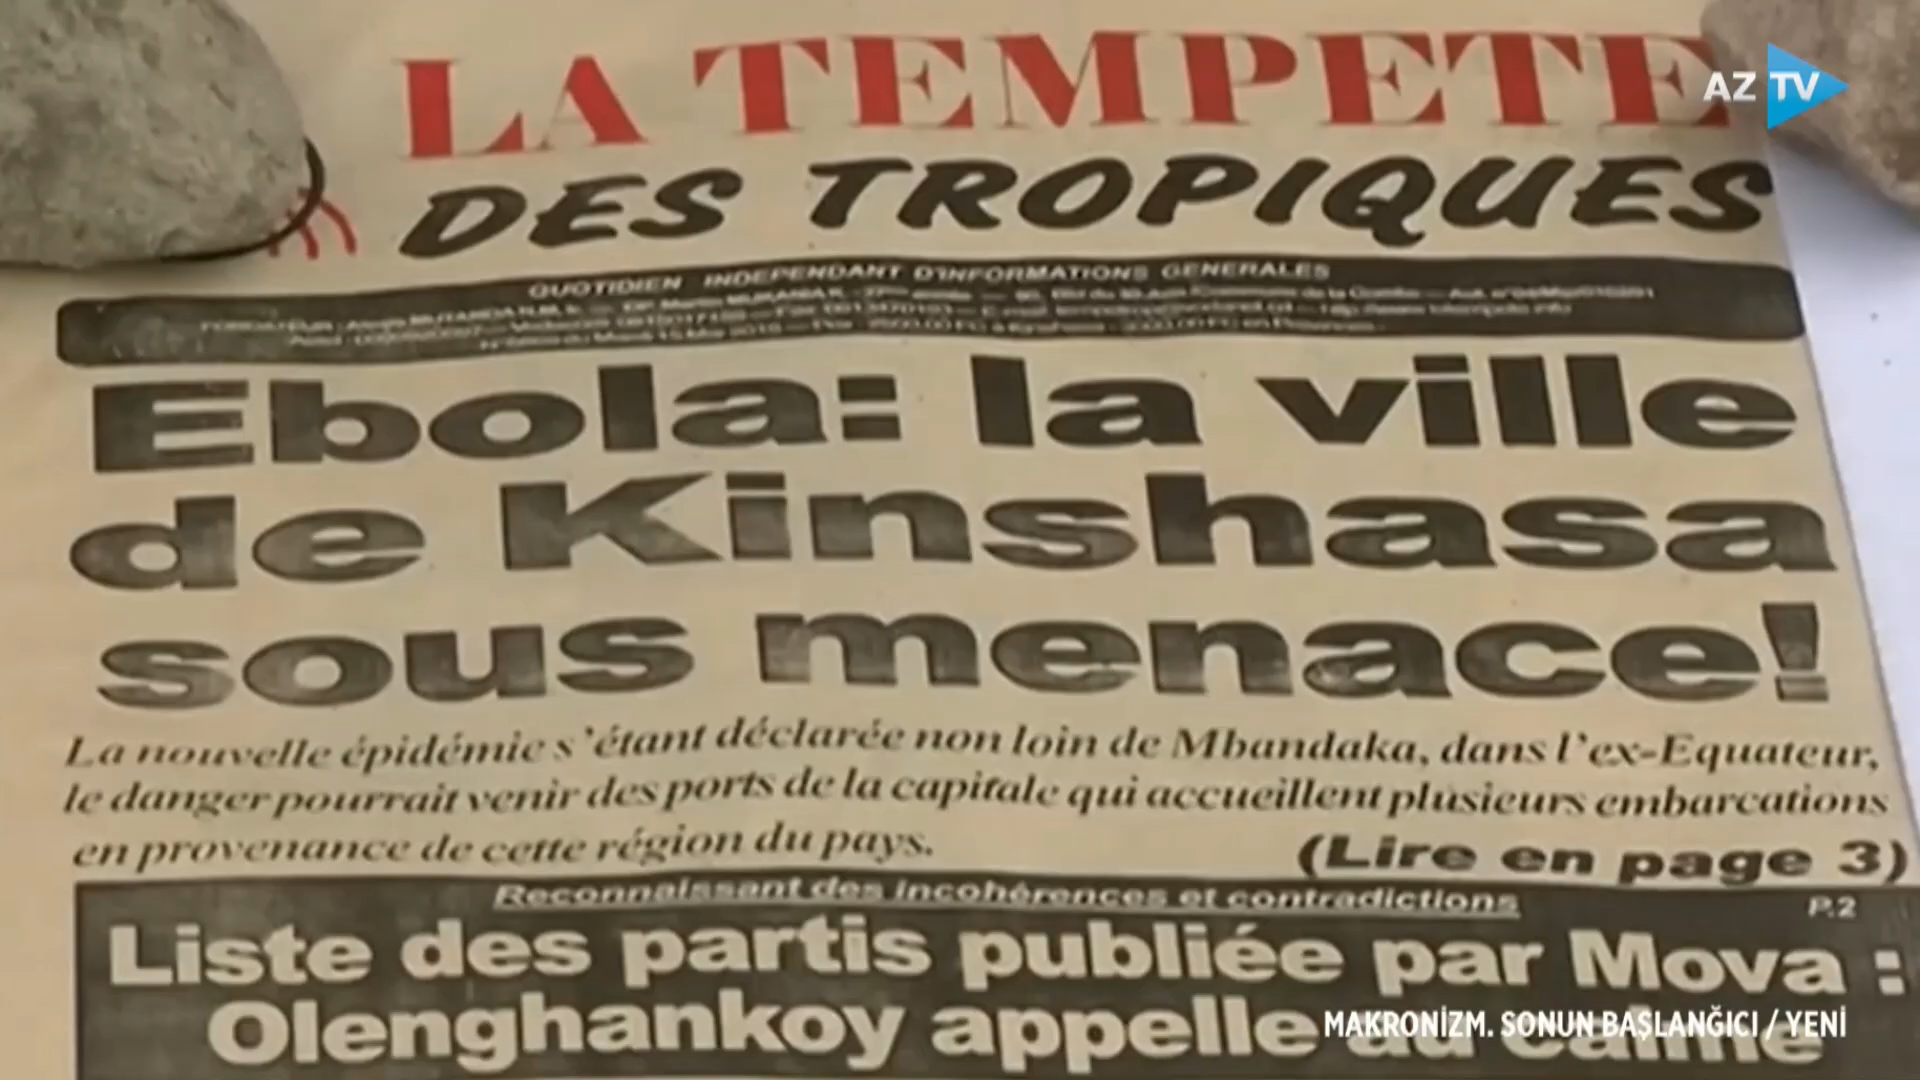 LA TEMPETE
AZ TV
DES TROPIQUES
QUOTIDIEN INDEPENDANT D'INFORMATIONS GENERALES
Ebola: la ville
de Kinshasa
sous menace!
La nouvelle épidémie s'étant déclarée non loin de Mbandaka, dans l'ex-Equateur,
le danger pourrait venir des ports de la capitale qui accueillent plusieurs embarcations
en provenance de cette région du pays.
(Lire en page 3)
Reconnaissant des incohérences et contradictions
P.2
Liste des partis publiée par Mova :
Olenghankoy appelle au calme
MAKRONİZM. SONUN BAŞLANĞICI / YENİ